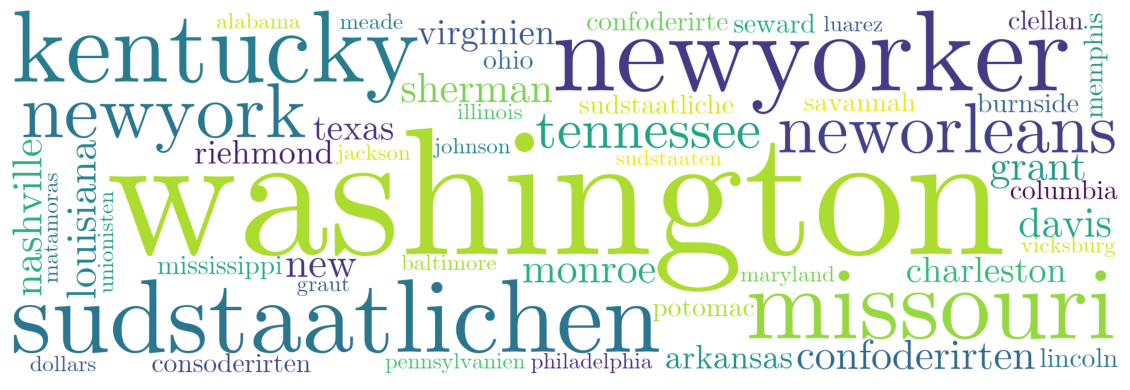 alabama meade confoderirte seward luarez clellan
kentucky virginien newyorker memphis
ohio
sherman
newyork illinois sudstaatliche savannah burnside
texas tennessee neworleans
riehmond jackson johnson sudstaaten grant
nashville matamoras louisiana unionisten washington columbia
davis
vicksburg
mississippi new baltimore monroe maryland charleston
graut
sudstaatlichen potomac missouri
dollars consoderirten pennsylvanien philadelphia arkansas confoderirten lincoln